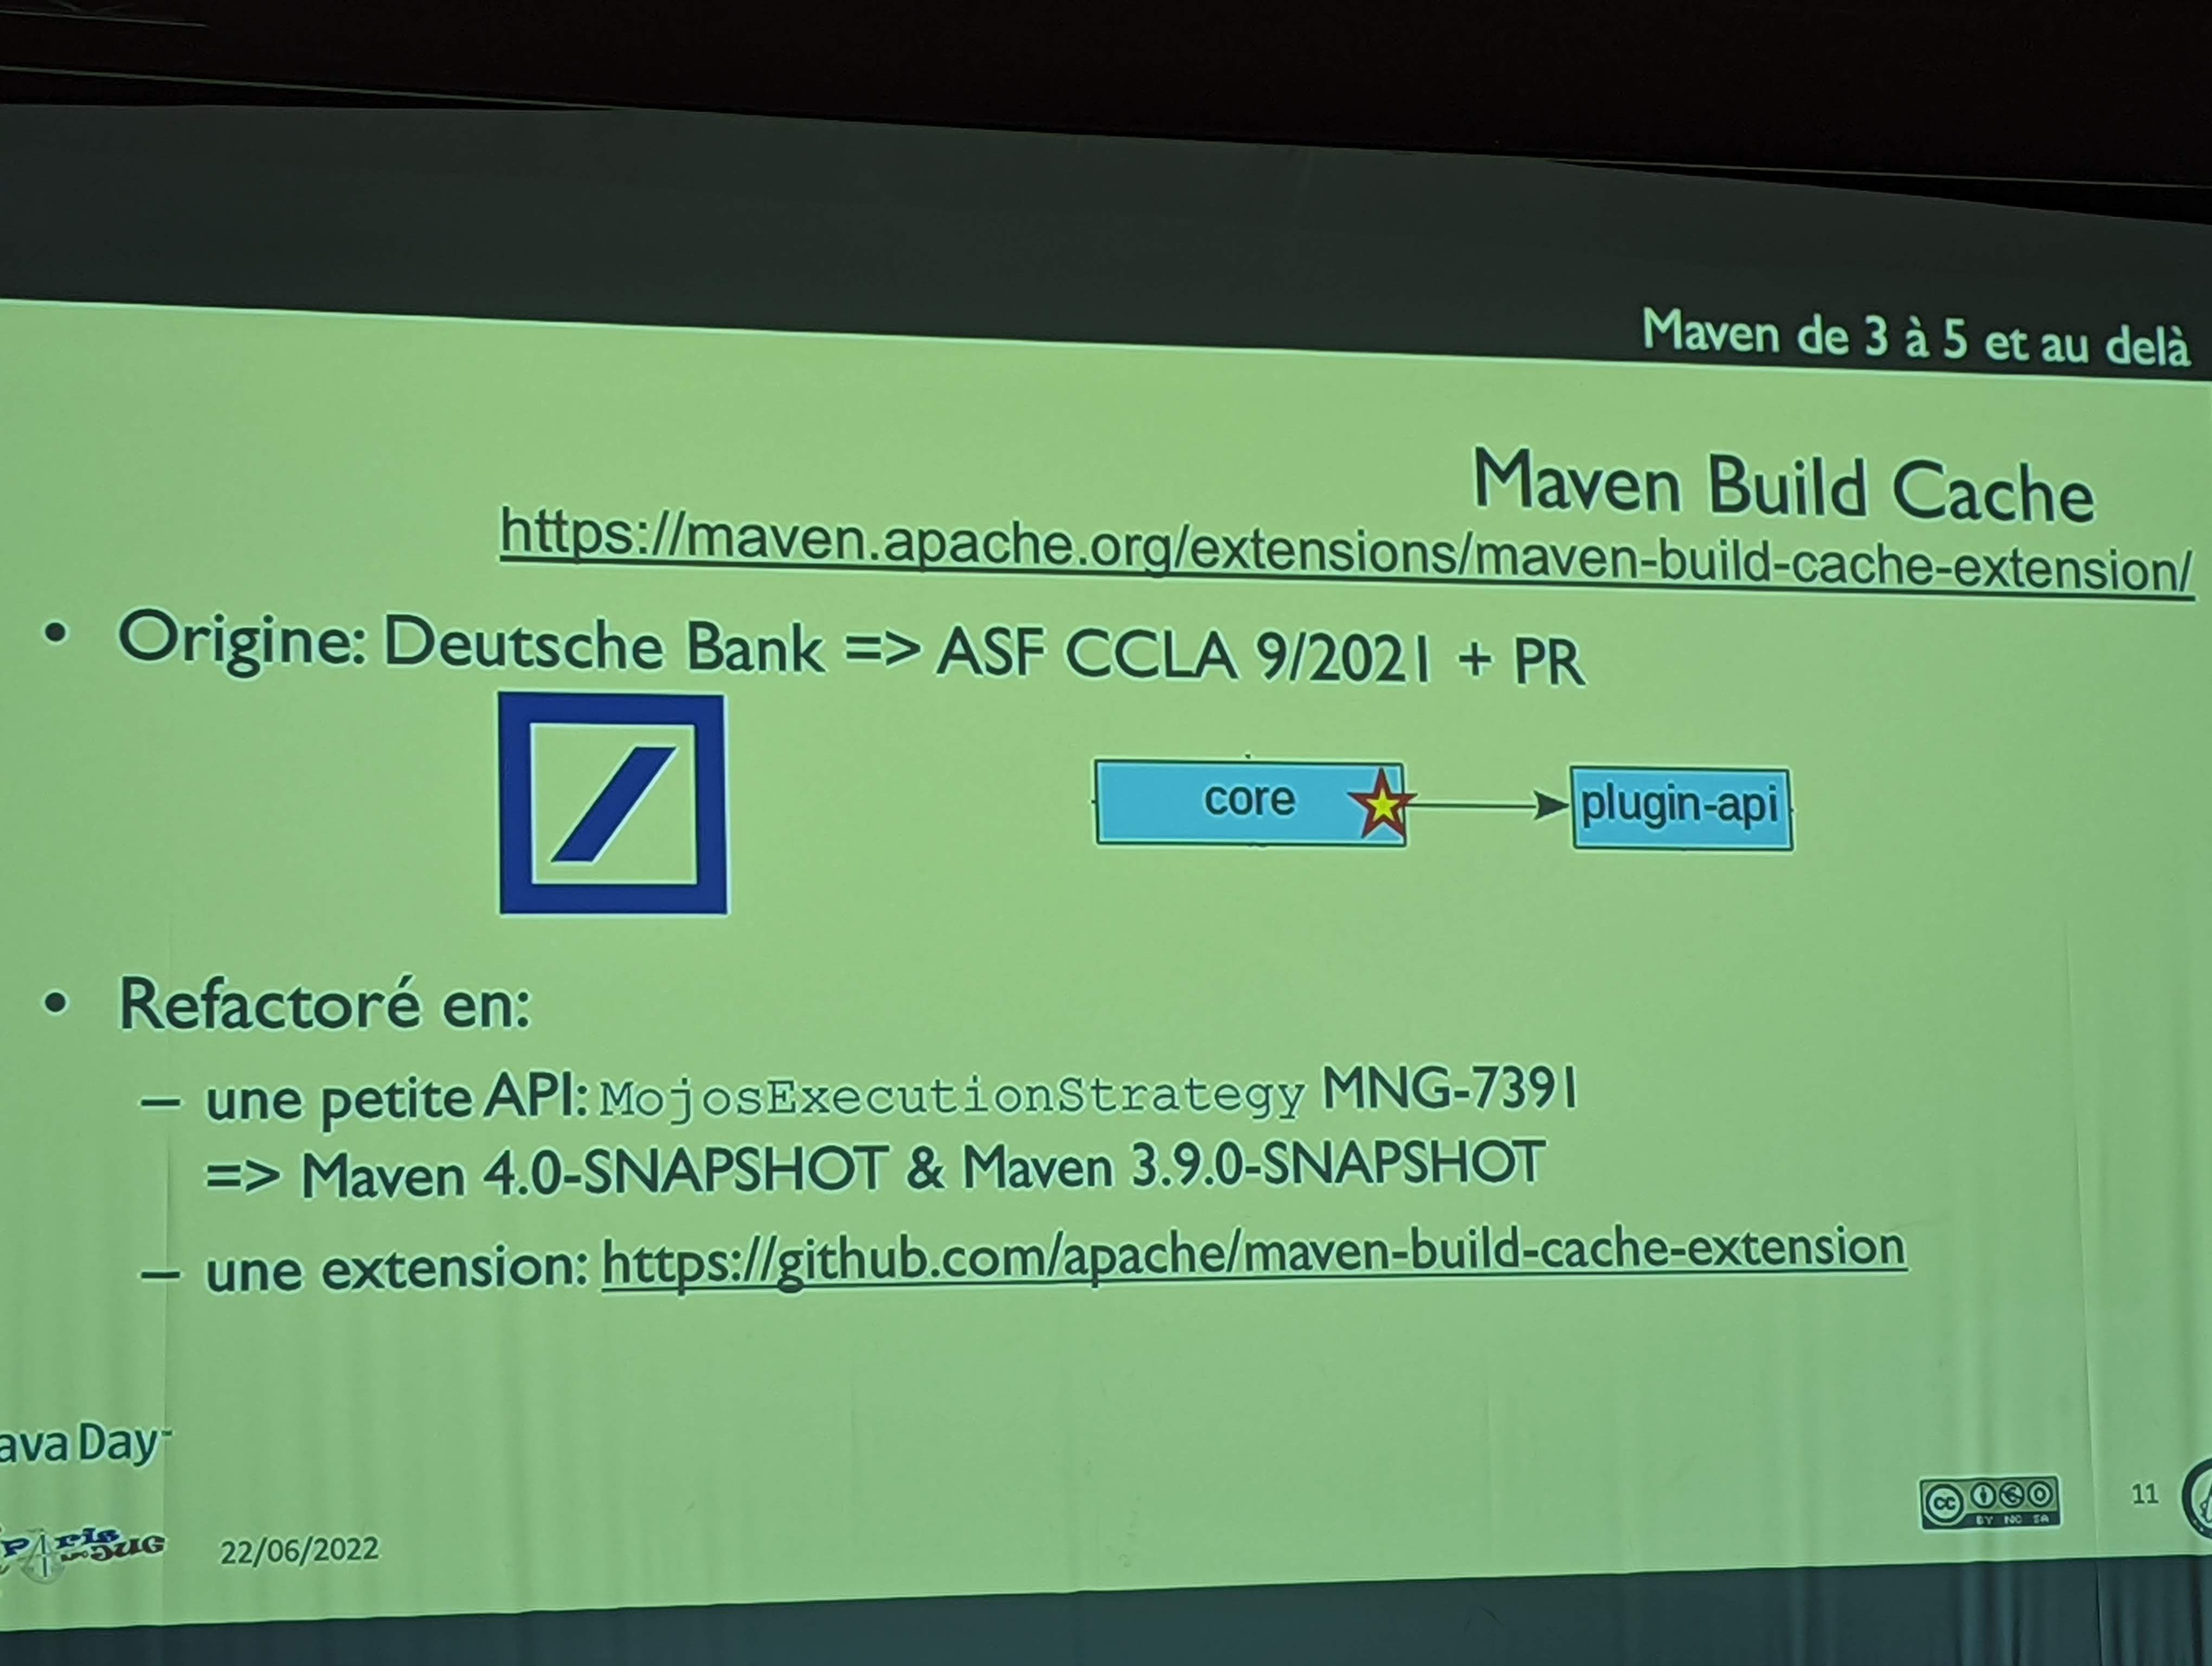 Maven de 3 à 5 et au delà
Maven Build Cache
https://maven.apache.org/extensions/maven-build-cache-extension/
• Origine: Deutsche Bank => ASF CCLA 9/2021 + PR
core
plugin-api
• Refactoré en:
– une petite API: MojosExecutionStrategy MNG-7391
=> Maven 4.0-SNAPSHOT & Maven 3.9.0-SNAPSHOT
– une extension: https://github.com/apache/maven-build-cache-extension
ava Day
Paris JUG
22/06/2022
cc
BY NC SA
11